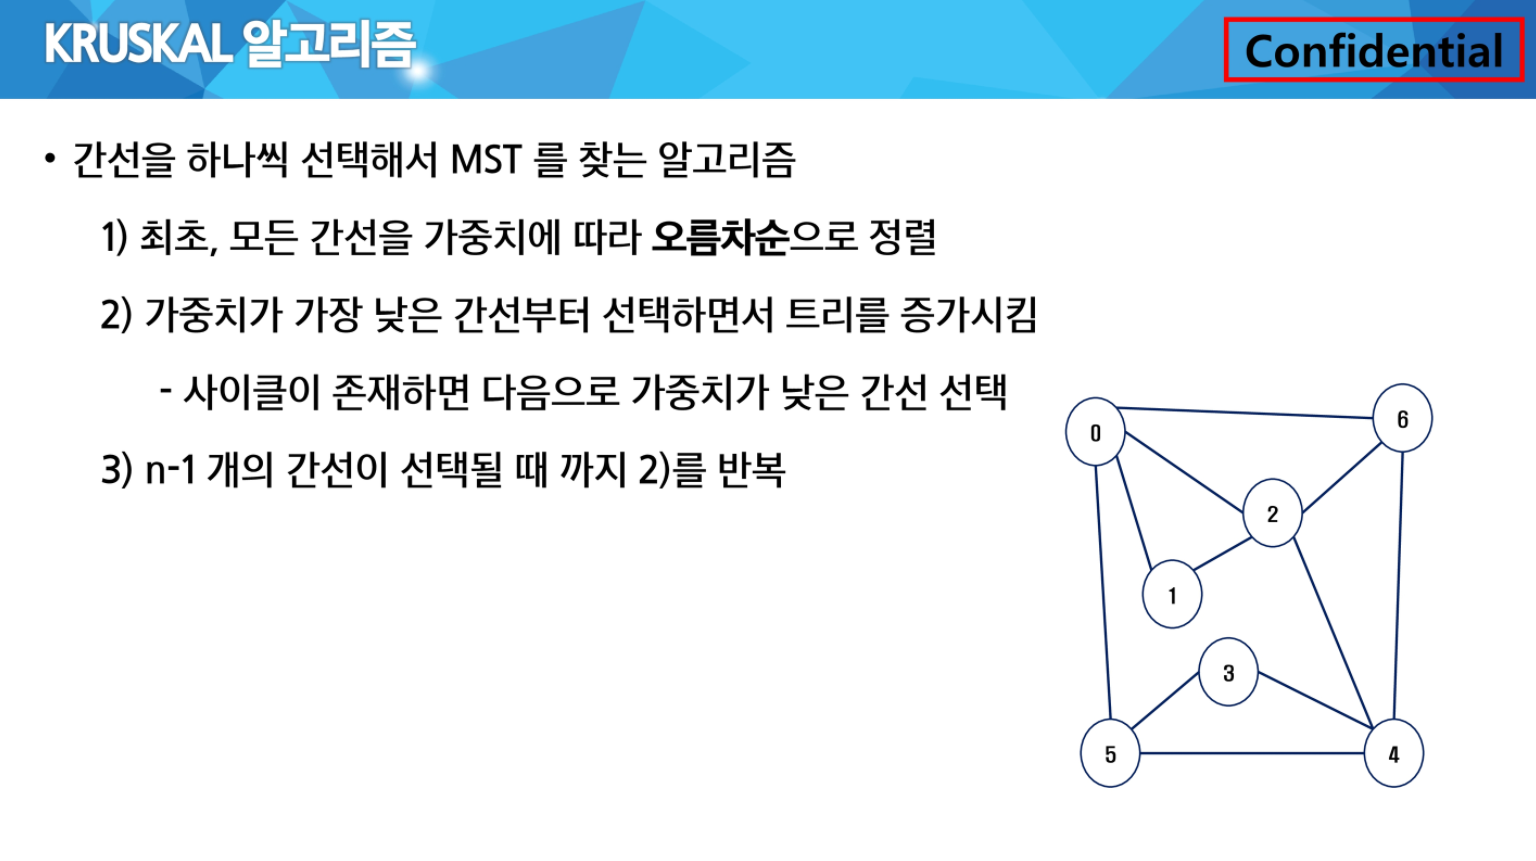 KRUSKAL 알고리즘
Confidential
• 간선을 하나씩 선택해서 MST 를 찾는 알고리즘
1) 최초, 모든 간선을 가중치에 따라 오름차순으로 정렬
2) 가중치가 가장 낮은 간선부터 선택하면서 트리를 증가시킴
- 사이클이 존재하면 다음으로 가중치가 낮은 간선 선택
3) n-1 개의 간선이 선택될 때 까지 2)를 반복
0
6
2
1
3
5
4